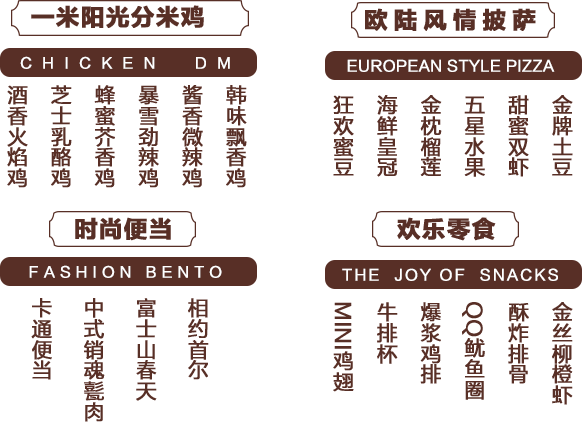 一米阳光分米鸡
CHICKEN DM
酒香火焰鸡
芝士乳酪鸡
蜂蜜芥香鸡
暴雪劲辣鸡
酱香微辣鸡
韩味飘香鸡
欧陆风情披萨
EUROPEAN STYLE PIZZA
狂欢蜜豆
海鲜皇冠
金枕榴莲
五星水果
甜蜜双虾
金牌土豆
时尚便当
FASHION BENTO
卡通便当
中式销魂甏肉
富士山春天
相约首尔
欢乐零食
THE JOY OF SNACKS
MINI鸡翅
牛排杯
爆浆鸡排
QQ鱿鱼圈
酥炸排骨
金丝柳橙虾